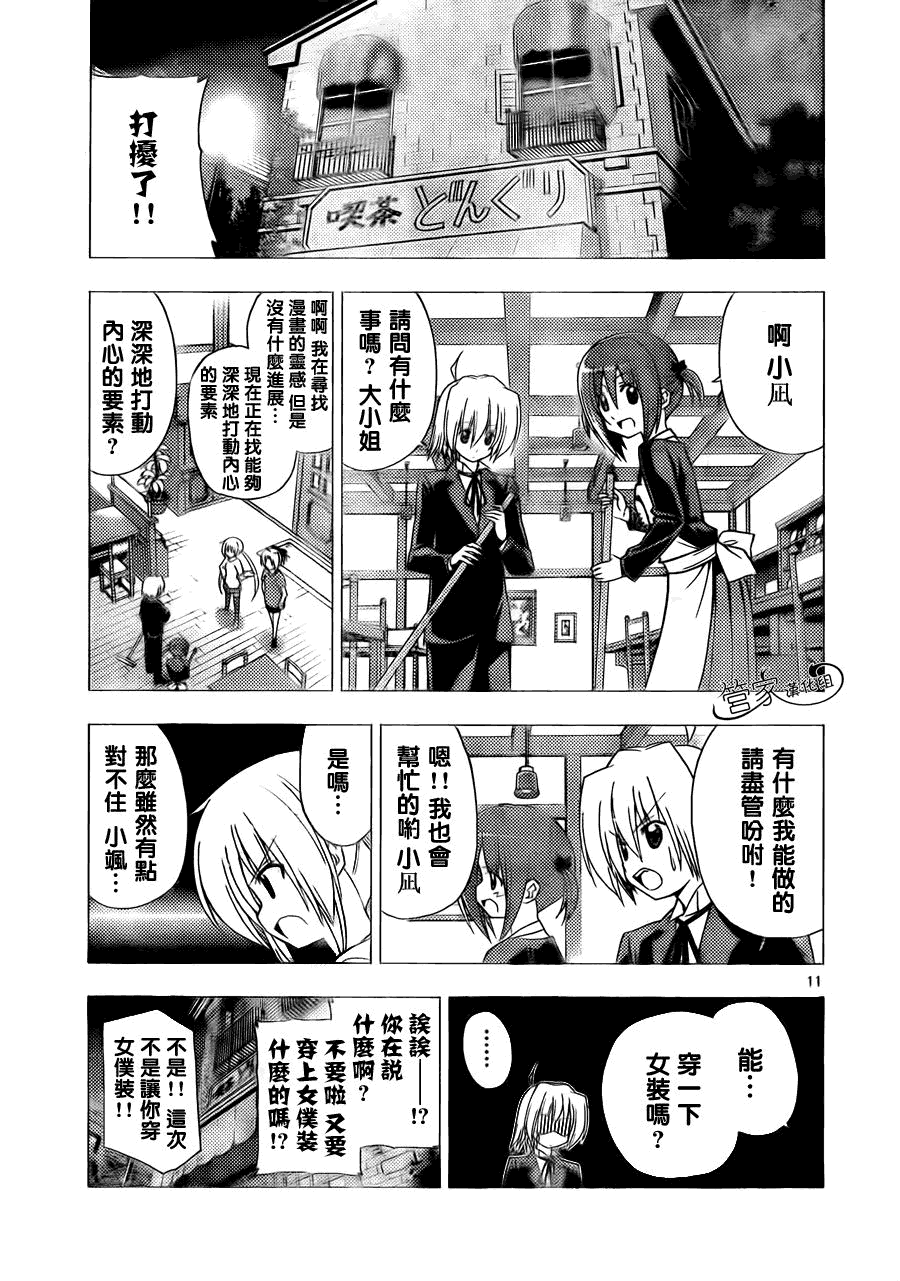 打擾了!!
喫茶 どんぐり
啊 小凪
請問有什麼
事嗎? 大小姐
啊啊 我在尋找
漫畫的靈感 但是
沒有什麼進展…
現在正在找能夠
深深地打動內心
的要素
深深地打動
內心的要素?
管家 漢化組
有什麼我能做的
請盡管吩咐!
嗯!! 我也會
幫忙的喲 小
凪
是嗎…
那麼雖然有點
對不住 小颯…
11
能…
穿一下
女裝嗎?
……
誒誒——!?
你在說
什麼啊?
不要啦 又要
穿上女僕裝
什麼的嗎!?
不是!! 這次
不是讓你穿
女僕裝!!